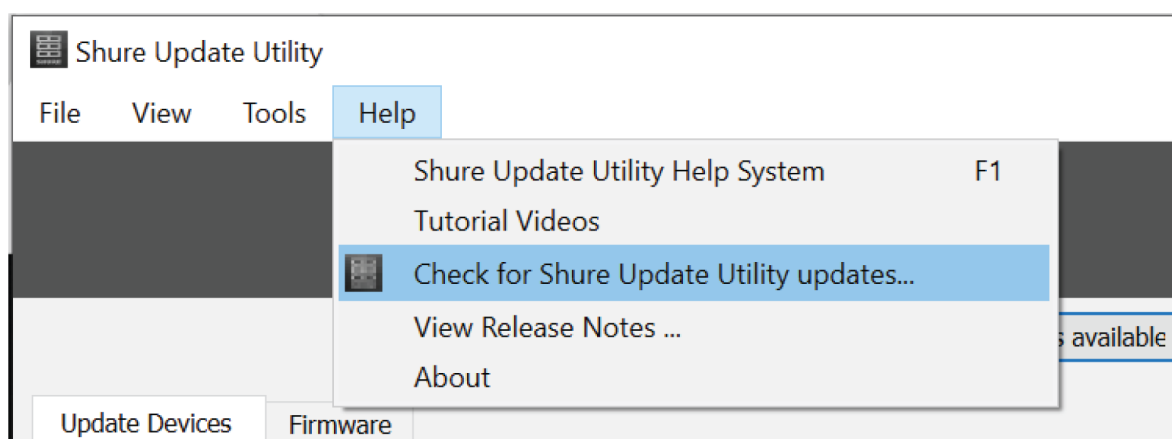 Shure Update Utility
File View Tools Help
Shure Update Utility Help System F1
Tutorial Videos
Check for Shure Update Utility updates...
View Release Notes ...
s available
About
Update Devices Firmware